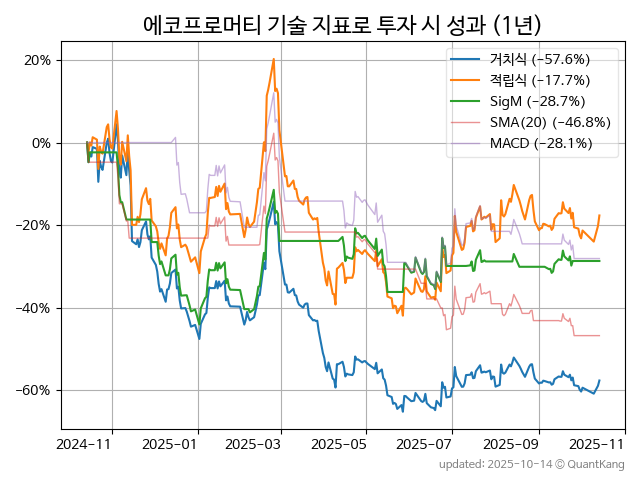 에코프로머티 기술 지표로 투자 시 성과 (1년)
거치식 (−57.6%)
적립식 (−17.7%)
SigM (−28.7%)
SMA(20) (−46.8%)
MACD (−28.1%)
20%
0%
−20%
−40%
−60%
2024-11 2025-01 2025-03 2025-05 2025-07 2025-09 2025-11
updated: 2025-10-14 © QuantKang